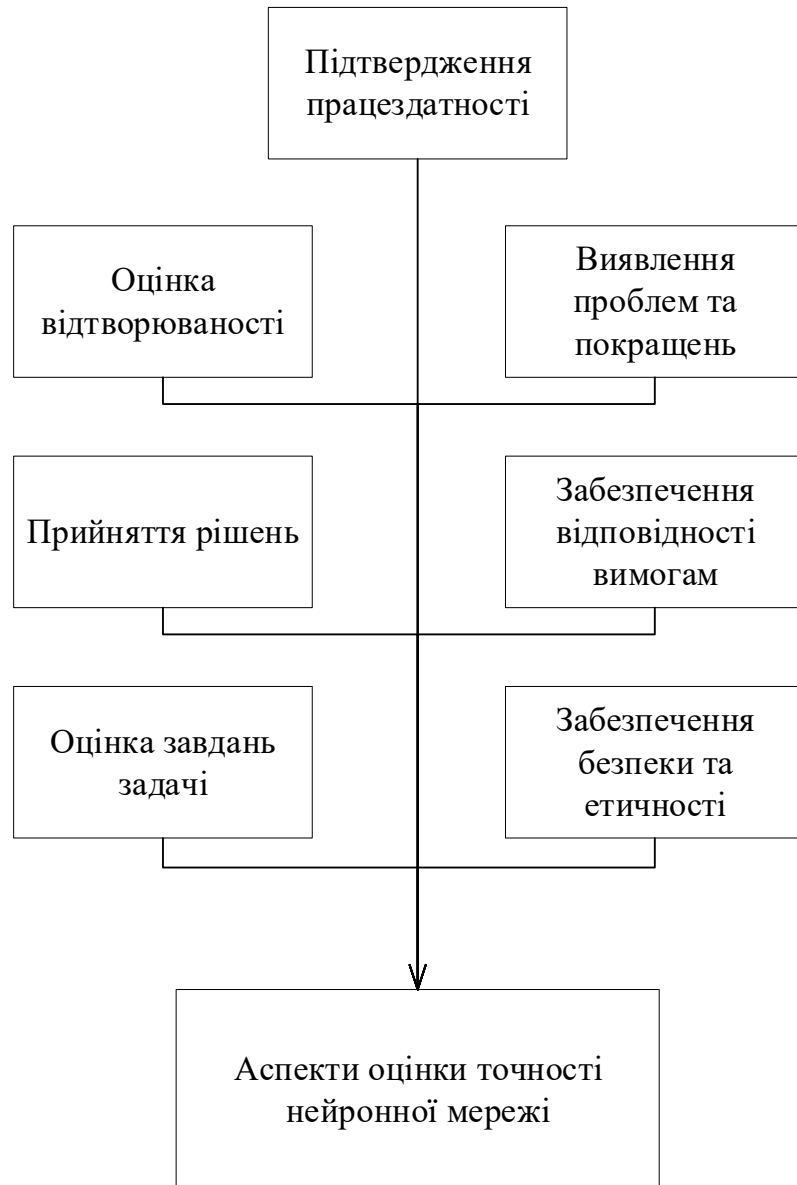 Підтвердження
працездатності
Оцінка
відтворюваності
Виявлення
проблем та
покращень
Прийняття рішень
Забезпечення
відповідності
вимогам
Оцінка завдань
задачі
Забезпечення
безпеки та
етичності
Аспекти оцінки точності
нейронної мережі